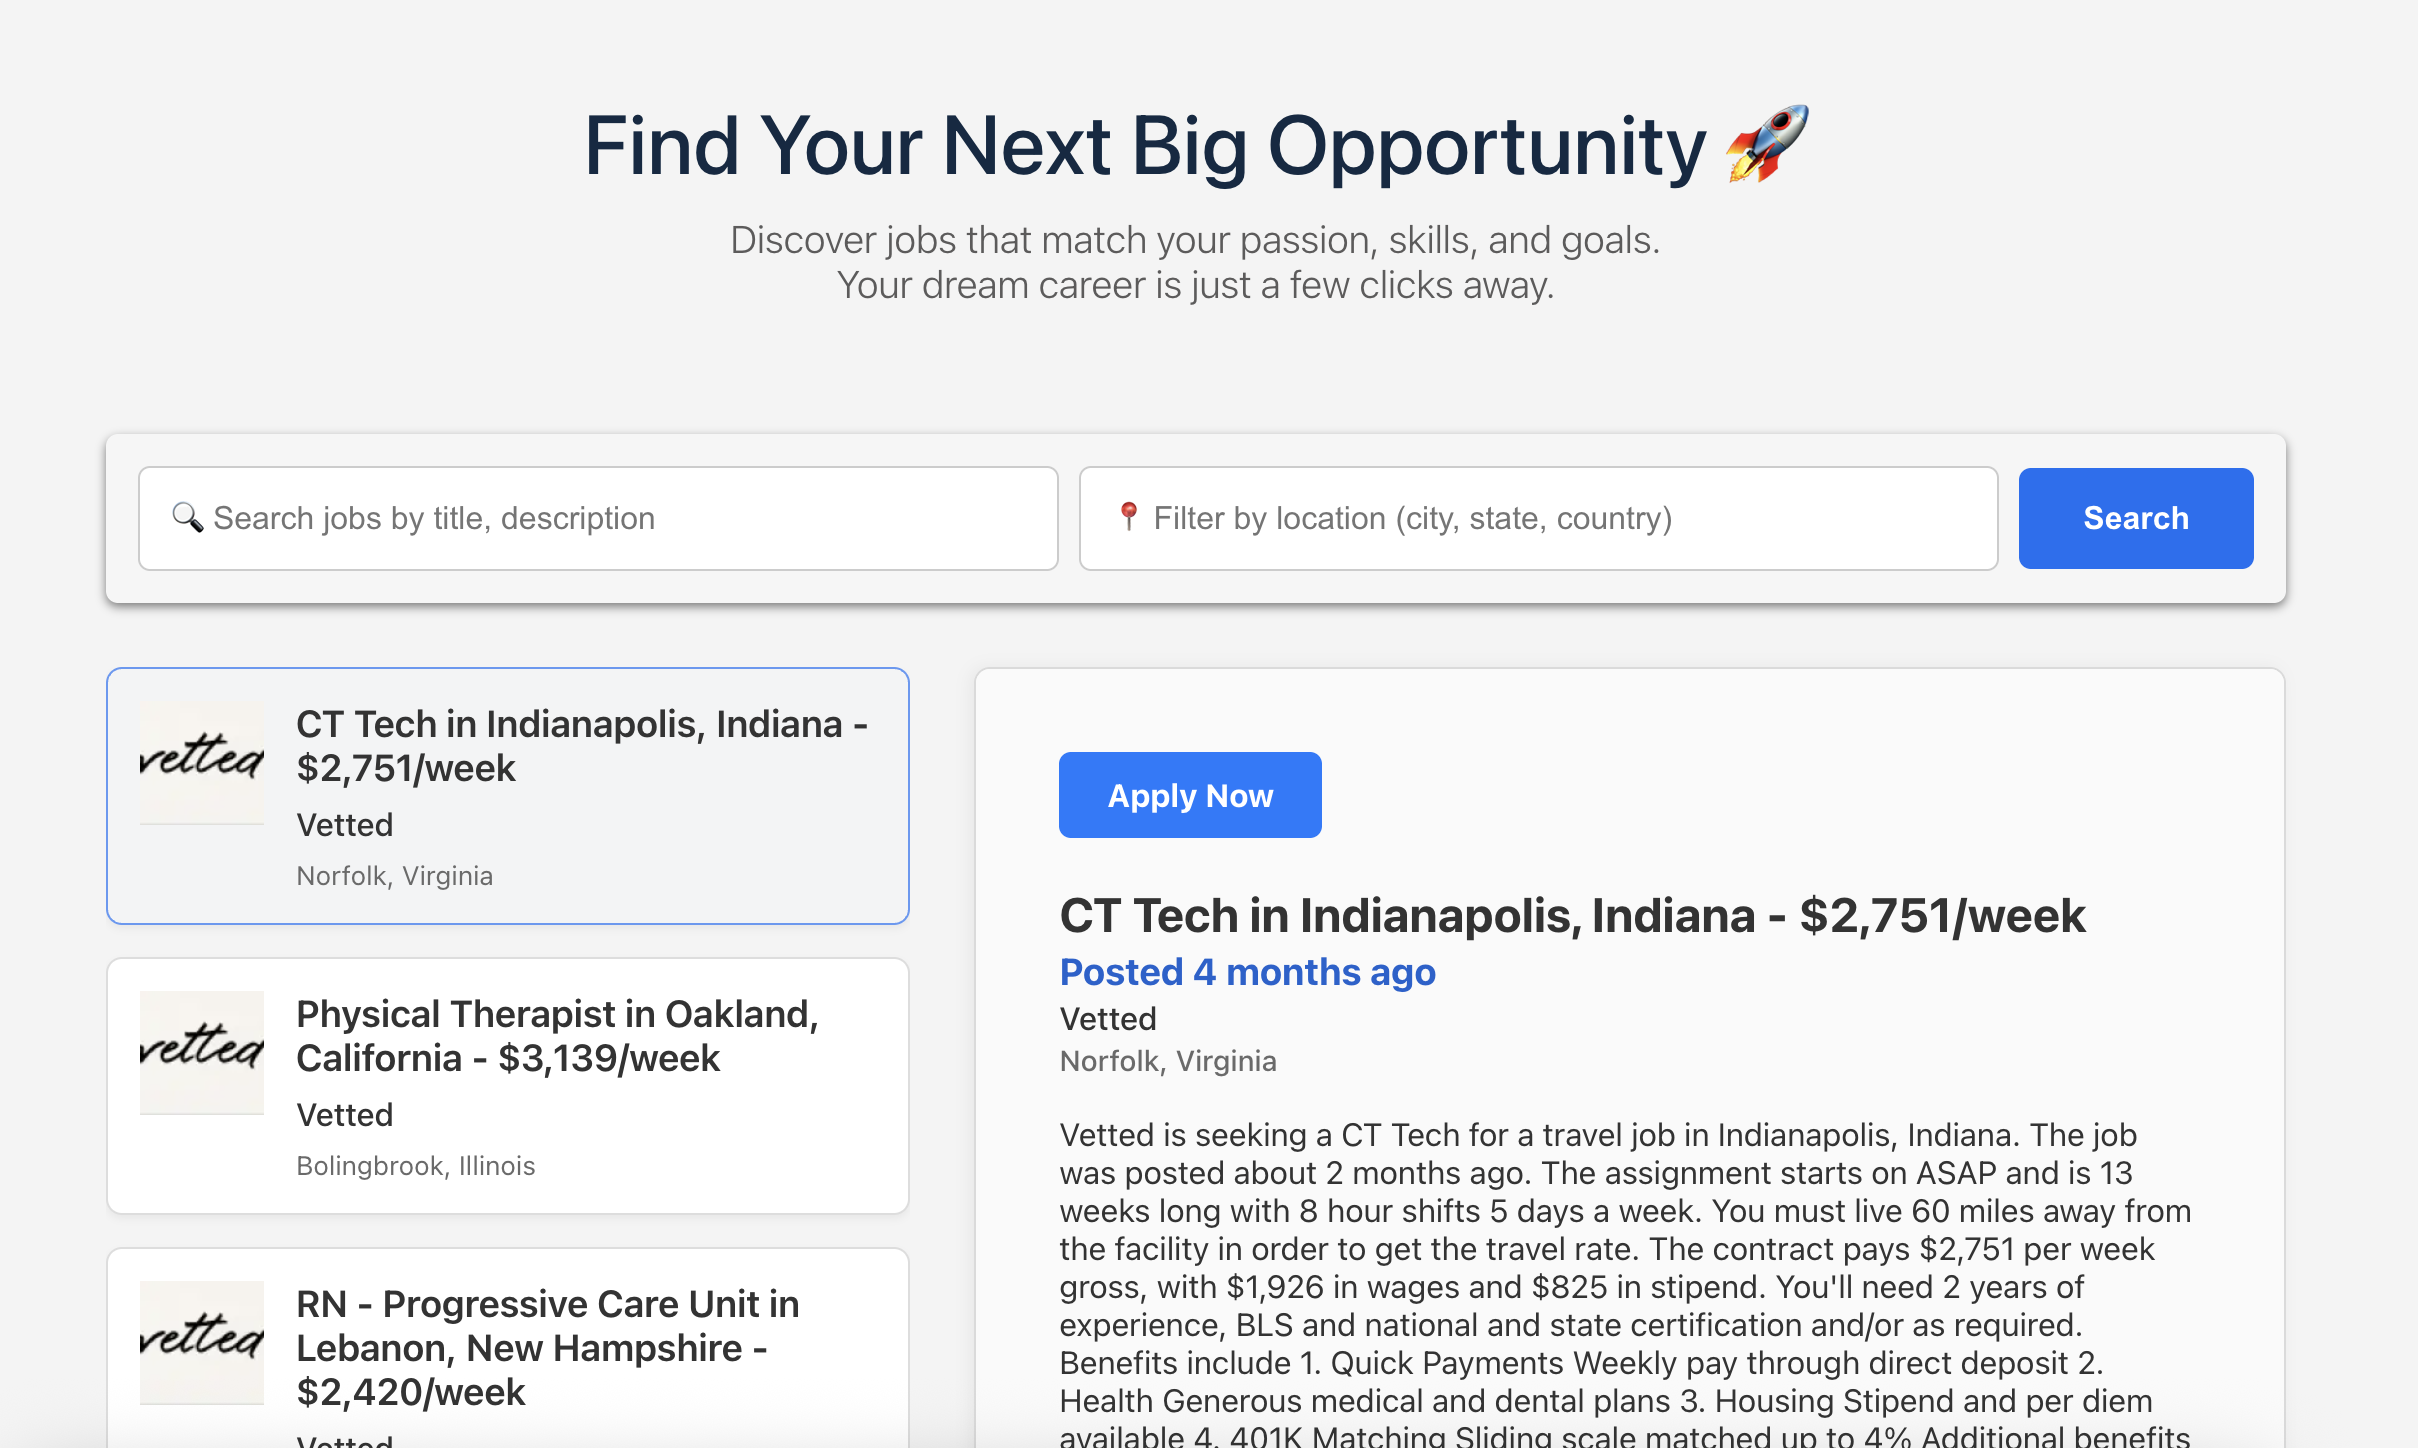 Find Your Next Big Opportunity 🚀
Discover jobs that match your passion, skills, and goals.
Your dream career is just a few clicks away.
🔍 Search jobs by title, description
📍 Filter by location (city, state, country)
Search
vetted
CT Tech in Indianapolis, Indiana -
$2,751/week
Vetted
Norfolk, Virginia
vetted
Physical Therapist in Oakland,
California - $3,139/week
Vetted
Bolingbrook, Illinois
vetted
RN - Progressive Care Unit in
Lebanon, New Hampshire -
$2,420/week
Vetted
Apply Now
CT Tech in Indianapolis, Indiana - $2,751/week
Posted 4 months ago
Vetted
Norfolk, Virginia
Vetted is seeking a CT Tech for a travel job in Indianapolis, Indiana. The job
was posted about 2 months ago. The assignment starts on ASAP and is 13
weeks long with 8 hour shifts 5 days a week. You must live 60 miles away from
the facility in order to get the travel rate. The contract pays $2,751 per week
gross, with $1,926 in wages and $825 in stipend. You'll need 2 years of
experience, BLS and national and state certification and/or as required.
Benefits include 1. Quick Payments Weekly pay through direct deposit 2.
Health Generous medical and dental plans 3. Housing Stipend and per diem
available 4. 401K Matching Sliding scale matched up to 4% Additional benefits